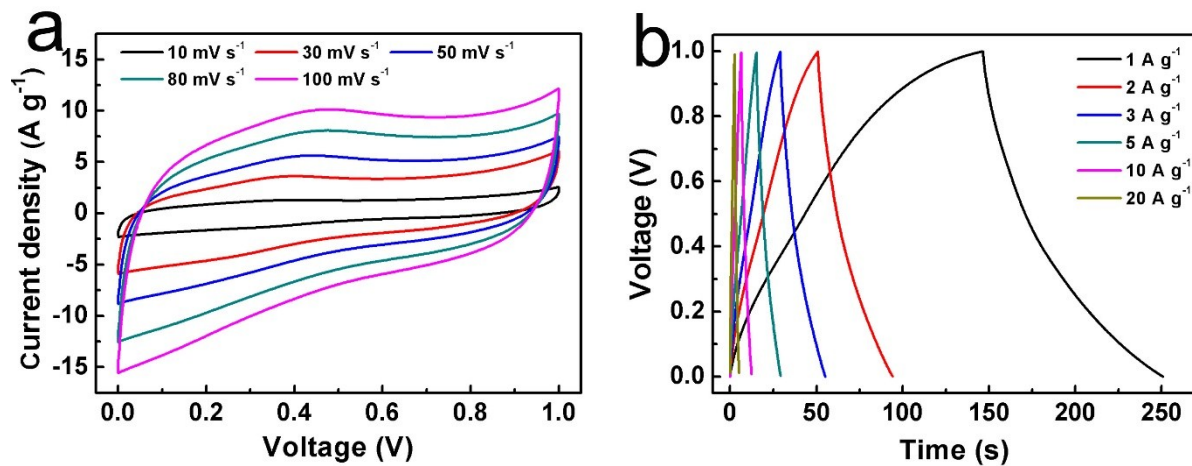 a
10 mV s⁻¹
30 mV s⁻¹
50 mV s⁻¹
80 mV s⁻¹
100 mV s⁻¹
Current density (A g⁻¹)
15
10
5
0
-5
-10
-15
0.0
0.2
0.4
0.6
0.8
1.0
Voltage (V)
b
1 A g⁻¹
2 A g⁻¹
3 A g⁻¹
5 A g⁻¹
10 A g⁻¹
20 A g⁻¹
Voltage (V)
1.0
0.8
0.6
0.4
0.2
0.0
0
50
100
150
200
250
Time (s)